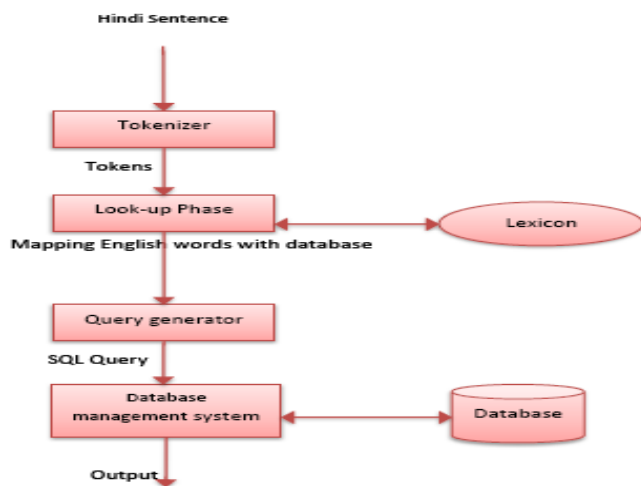 Hindi Sentence
Tokenizer
Tokens
Look-up Phase
Lexicon
Mapping English words with database
Query generator
SQL Query
Database
management system
Database
Output